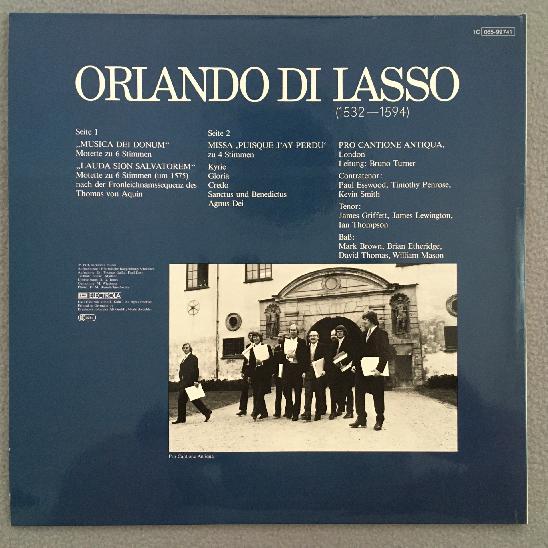 1C 065-99741
ORLANDO DI LASSO
(1532—1594)
Seite 1
„MUSICA DEI DONUM“
Motette zu 6 Stimmen
„LAUDA SION SALVATOREM“
Motette zu 6 Stimmen (um 1575)
nach der Fronleichnamssequenz des
Thomas von Aquin
Seite 2
MISSA ‚PUISQUE J'AY PERDU‘
zu 4 Stimmen
Kyrie
Gloria
Credo
Sanctus und Benedictus
Agnus Dei
PRO CANTIONE ANTIQUA,
London
Leitung: Bruno Turner
Contratenor:
Paul Esswood, Timothy Penrose,
Kevin Smith
Tenor:
James Griffett, James Lewington,
Ian Thompson
Baß:
Mark Brown, Brian Etheridge,
David Thomas, William Mason
EMI ELECTROLA
Pro Cantione Antiqua